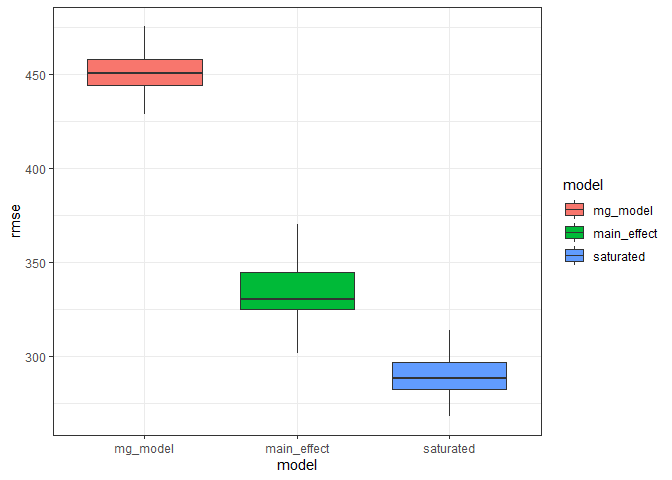 rmse
450
400
350
300
mg_model
main_effect
saturated
model
model
mg_model
main_effect
saturated